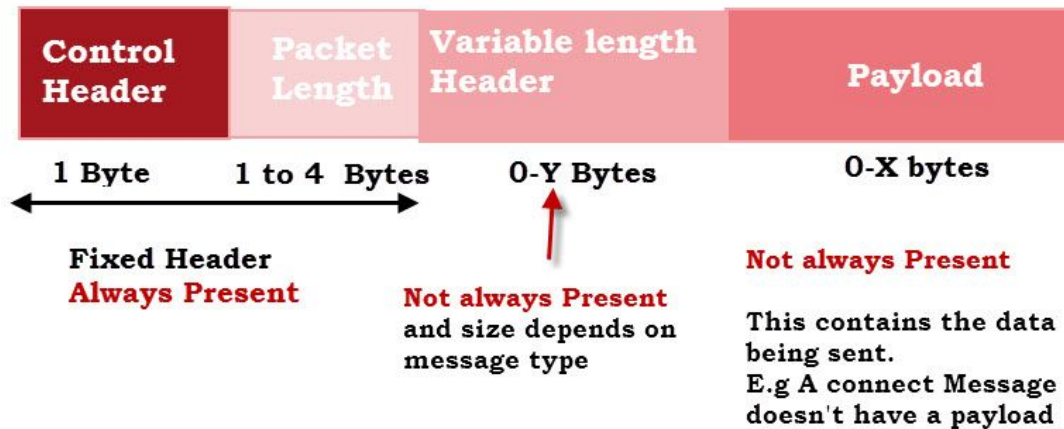 Control
Header
Packet
Length
Variable length
Header
Payload
1 Byte
1 to 4 Bytes
0-Y Bytes
0-X bytes
Fixed Header
Always Present
Not always Present
and size depends on
message type
Not always Present
This contains the data
being sent.
E.g A connect Message
doesn't have a payload